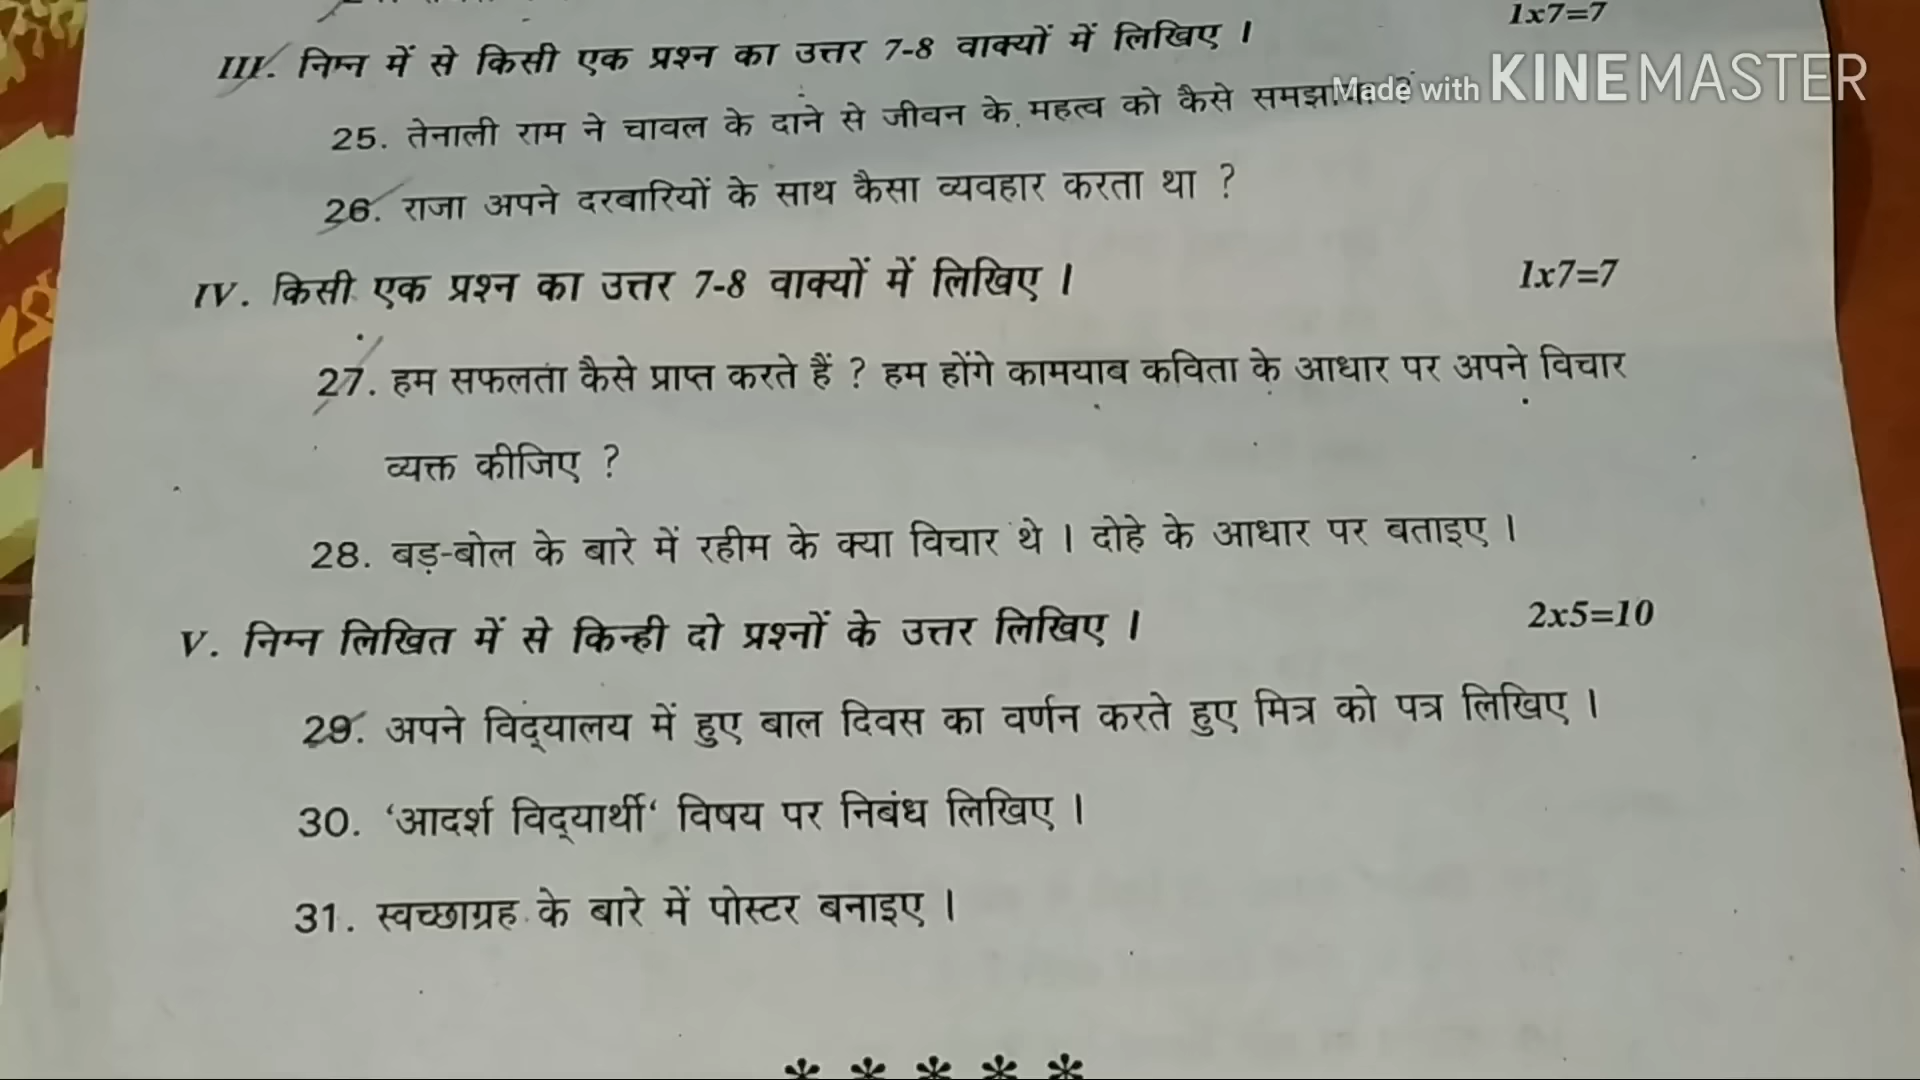 1x7=7
III. निम्न में से किसी एक प्रश्न का उत्तर 7-8 वाक्यों में लिखिए ।
Made with KINEMASTER
25. तेनाली राम ने चावल के दाने से जीवन के महत्व को कैसे ?
26. राजा अपने दरबारियों के साथ कैसा व्यवहार करता था ?
IV. किसी एक प्रश्न का उत्तर 7-8 वाक्यों में लिखिए । 1x7=7
27. हम सफलता कैसे प्राप्त करते हैं ? हम होंगे कामयाब कविता के आधार पर अपने विचार
व्यक्त कीजिए ?
28. बड़-बोल के बारे में रहीम के क्या विचार थे । दोहे के आधार पर बताइए ।
V. निम्न लिखित में से किन्ही दो प्रश्नों के उत्तर लिखिए । 2x5=10
29. अपने विद्‌यालय में हुए बाल दिवस का वर्णन करते हुए मित्र को पत्र लिखिए ।
30. ‘आदर्श विद्‌यार्थी‘ विषय पर निबंध लिखिए ।
31. स्वच्छाग्रह के बारे में पोस्टर बनाइए ।
* * * * *